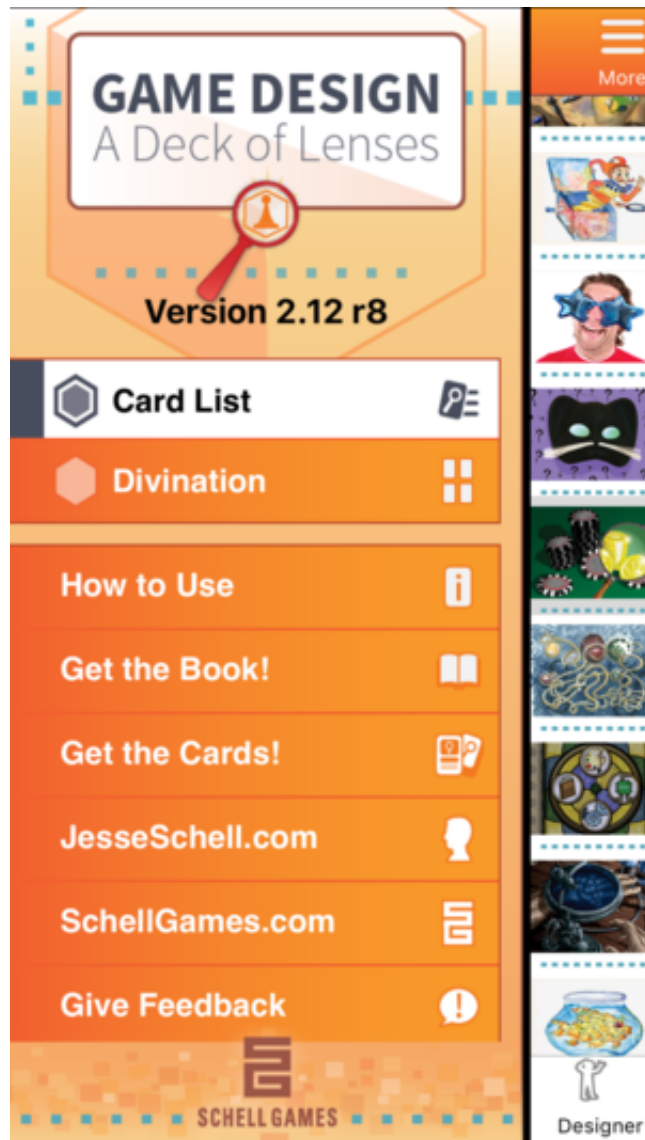 GAME DESIGN
A Deck of Lenses
Version 2.12 r8
Card List
Divination
How to Use
Get the Book!
Get the Cards!
JesseSchell.com
SchellGames.com
Give Feedback
SCHELL GAMES
More
Designer